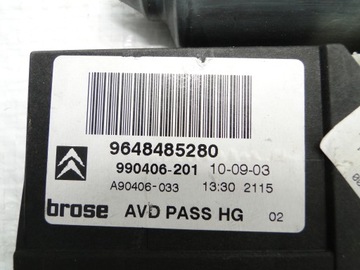 9648485280
990406-201 10-09-03
A90406-033 13:30 2115
brose AVD PASS HG 02